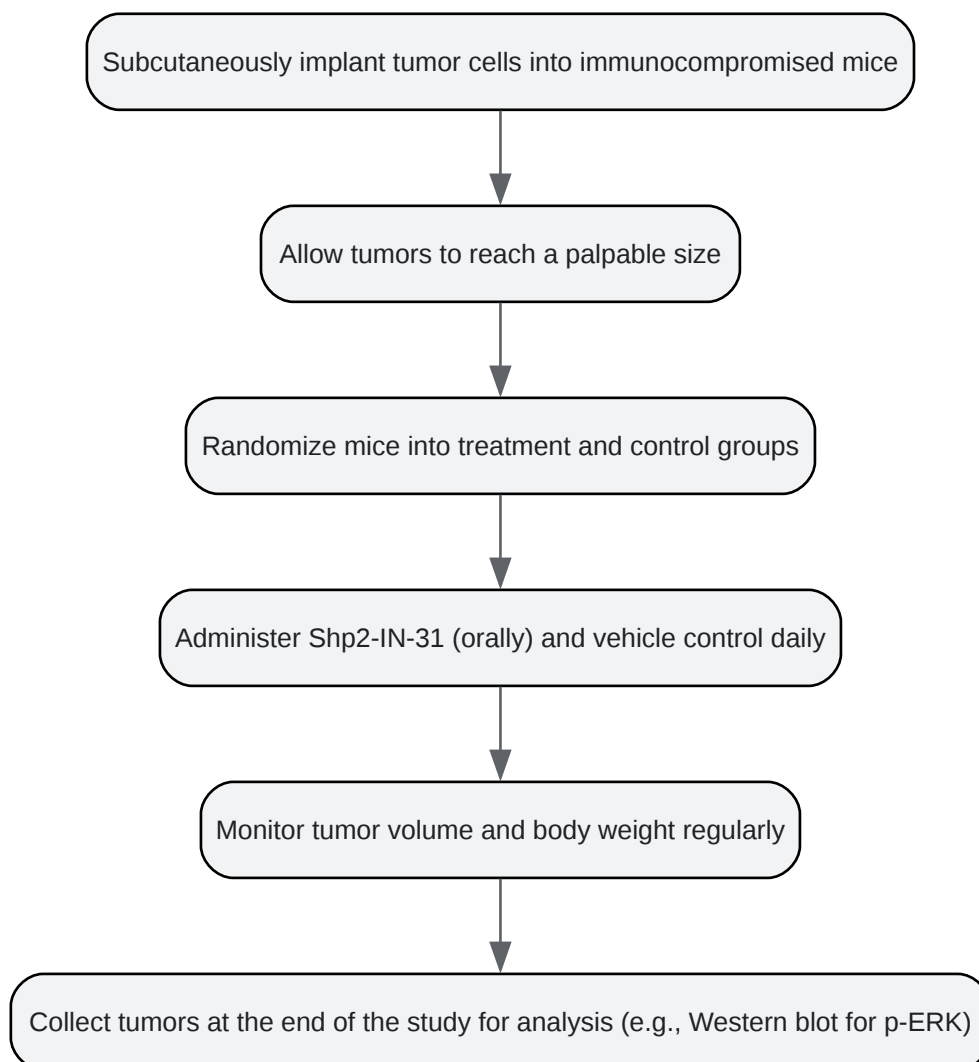 Subcutaneously implant tumor cells into immunocompromised mice
Allow tumors to reach a palpable size
Randomize mice into treatment and control groups
Administer Shp2-IN-31 (orally) and vehicle control daily
Monitor tumor volume and body weight regularly
Collect tumors at the end of the study for analysis (e.g., Western blot for p-ERK)